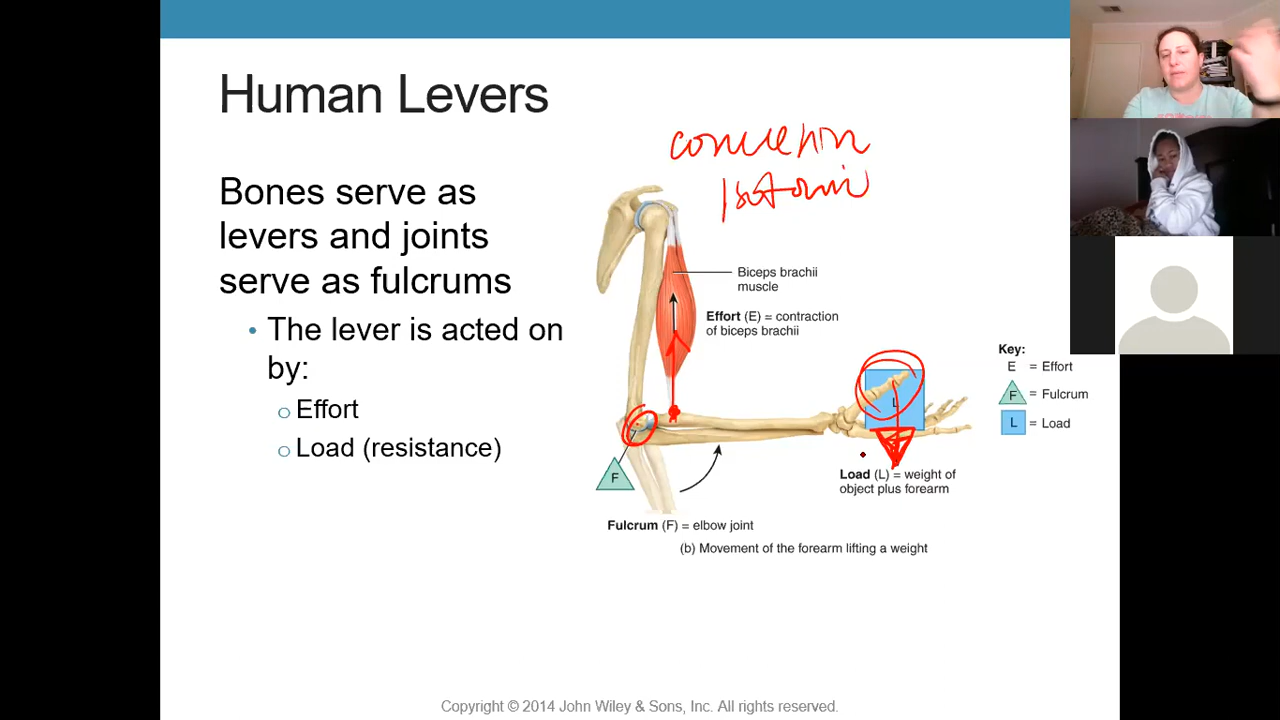 Human Levers
Bones serve as
levers and joints
serve as fulcrums
• The lever is acted on
by:
o Effort
o Load (resistance)
Biceps brachii
muscle
Effort (E) = contraction
of biceps brachii
L
Load (L) = weight of
object plus forearm
F
Fulcrum (F) = elbow joint
(b) Movement of the forearm lifting a weight
Key:
E = Effort
F = Fulcrum
L = Load
Copyright © 2014 John Wiley & Sons, Inc. All rights reserved.